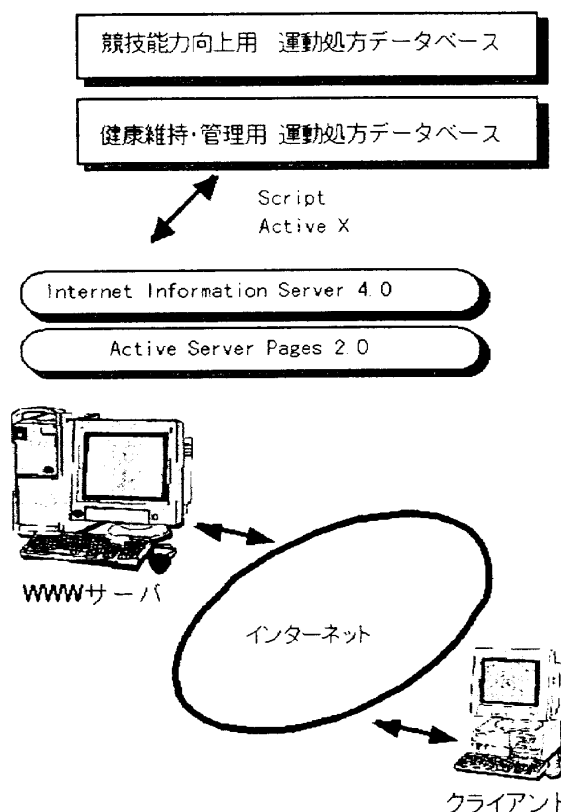 競技能力向上用 運動処方データベース
健康維持・管理用 運動処方データベース
Script
Active X
Internet Information Server 4.0
Active Server Pages 2.0
WWWサーバ
インターネット
クライアント